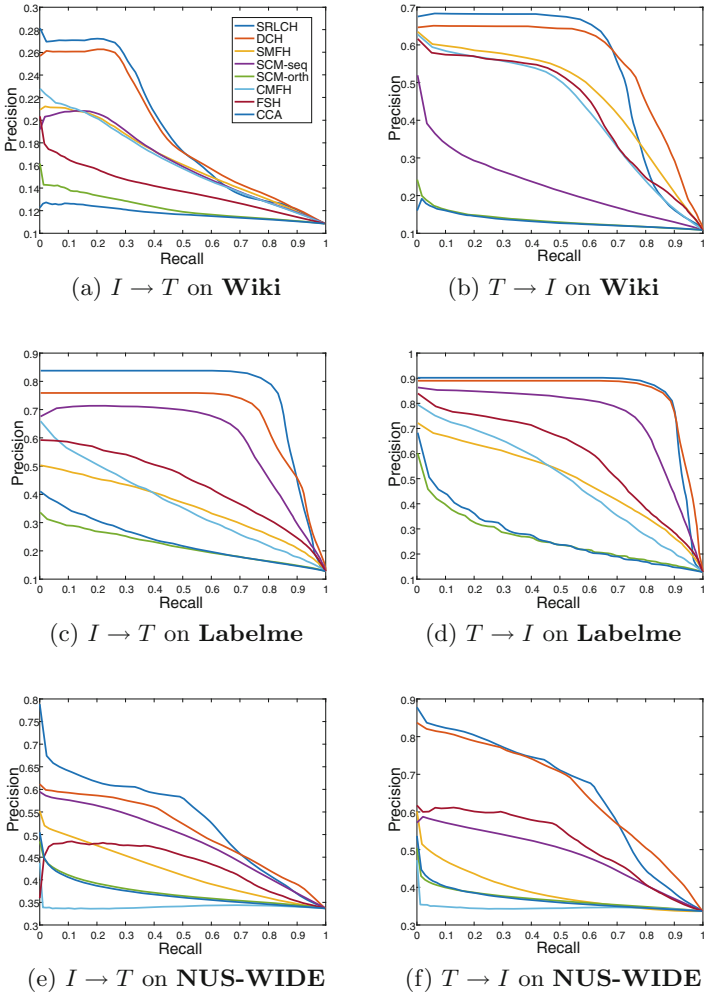 0.28
0.26
0.24
0.22
0.2
0.18
0.16
0.14
0.12
0.1
Precision
SRLCH
DCH
SMFH
SCM-seq
SCM-orth
CMFH
FSH
CCA
0 0.1 0.2 0.3 0.4 0.5 0.6 0.7 0.8 0.9 1
Recall
(a) I → T on Wiki
0.7
0.6
0.5
0.4
0.3
0.2
0.1
Precision
0 0.1 0.2 0.3 0.4 0.5 0.6 0.7 0.8 0.9 1
Recall
(b) T → I on Wiki
0.9
0.8
0.7
0.6
0.5
0.4
0.3
0.2
0.1
Precision
0 0.1 0.2 0.3 0.4 0.5 0.6 0.7 0.8 0.9 1
Recall
(c) I → T on Labelme
1
0.9
0.8
0.7
0.6
0.5
0.4
0.3
0.2
0.1
Precision
0 0.1 0.2 0.3 0.4 0.5 0.6 0.7 0.8 0.9 1
Recall
(d) T → I on Labelme
0.8
0.75
0.7
0.65
0.6
0.55
0.5
0.45
0.4
0.35
0.3
Precision
0 0.1 0.2 0.3 0.4 0.5 0.6 0.7 0.8 0.9 1
Recall
(e) I → T on NUS-WIDE
0.9
0.8
0.7
0.6
0.5
0.4
0.3
Precision
0 0.1 0.2 0.3 0.4 0.5 0.6 0.7 0.8 0.9 1
Recall
(f) T → I on NUS-WIDE